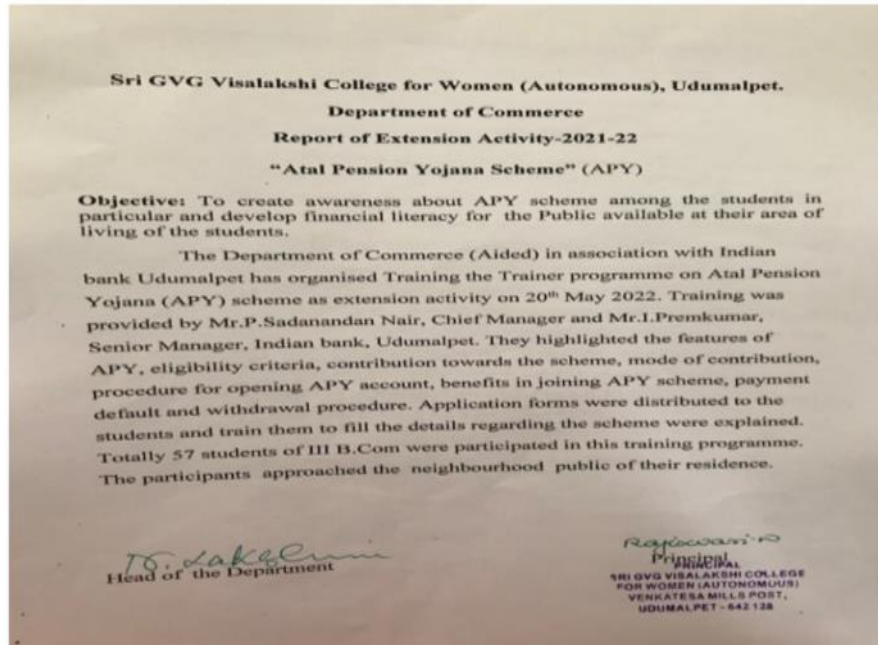 Sri GVG Visalakshi College for Women (Autonomous), Udumalpet.
Department of Commerce
Report of Extension Activity-2021-22
“Atal Pension Yojana Scheme” (APY)
Objective: To create awareness about APY scheme among the students in
particular and develop financial literacy for the Public available at their area of
living of the students.
The Department of Commerce (Aided) in association with Indian
bank Udumalpet has organised Training the Trainer programme on Atal Pension
Yojana (APY) scheme as extension activity on 20th May 2022. Training was
provided by Mr.P.Sadanandan Nair, Chief Manager and Mr.I.Premkumar,
Senior Manager, Indian bank, Udumalpet. They highlighted the features of
APY, eligibility criteria, contribution towards the scheme, mode of contribution,
procedure for opening APY account, benefits in joining APY scheme, payment
default and withdrawal procedure. Application forms were distributed to the
students and train them to fill the details regarding the scheme were explained.
Totally 57 students of III B.Com were participated in this training programme.
The participants approached the neighbourhood public of their residence.
Head of the Department
Principal
PRINCIPAL
SRI GVG VISALAKSHI COLLEGE
FOR WOMEN (AUTONOMOUS)
VENKATESA MILLS POST,
UDUMALPET - 642 128